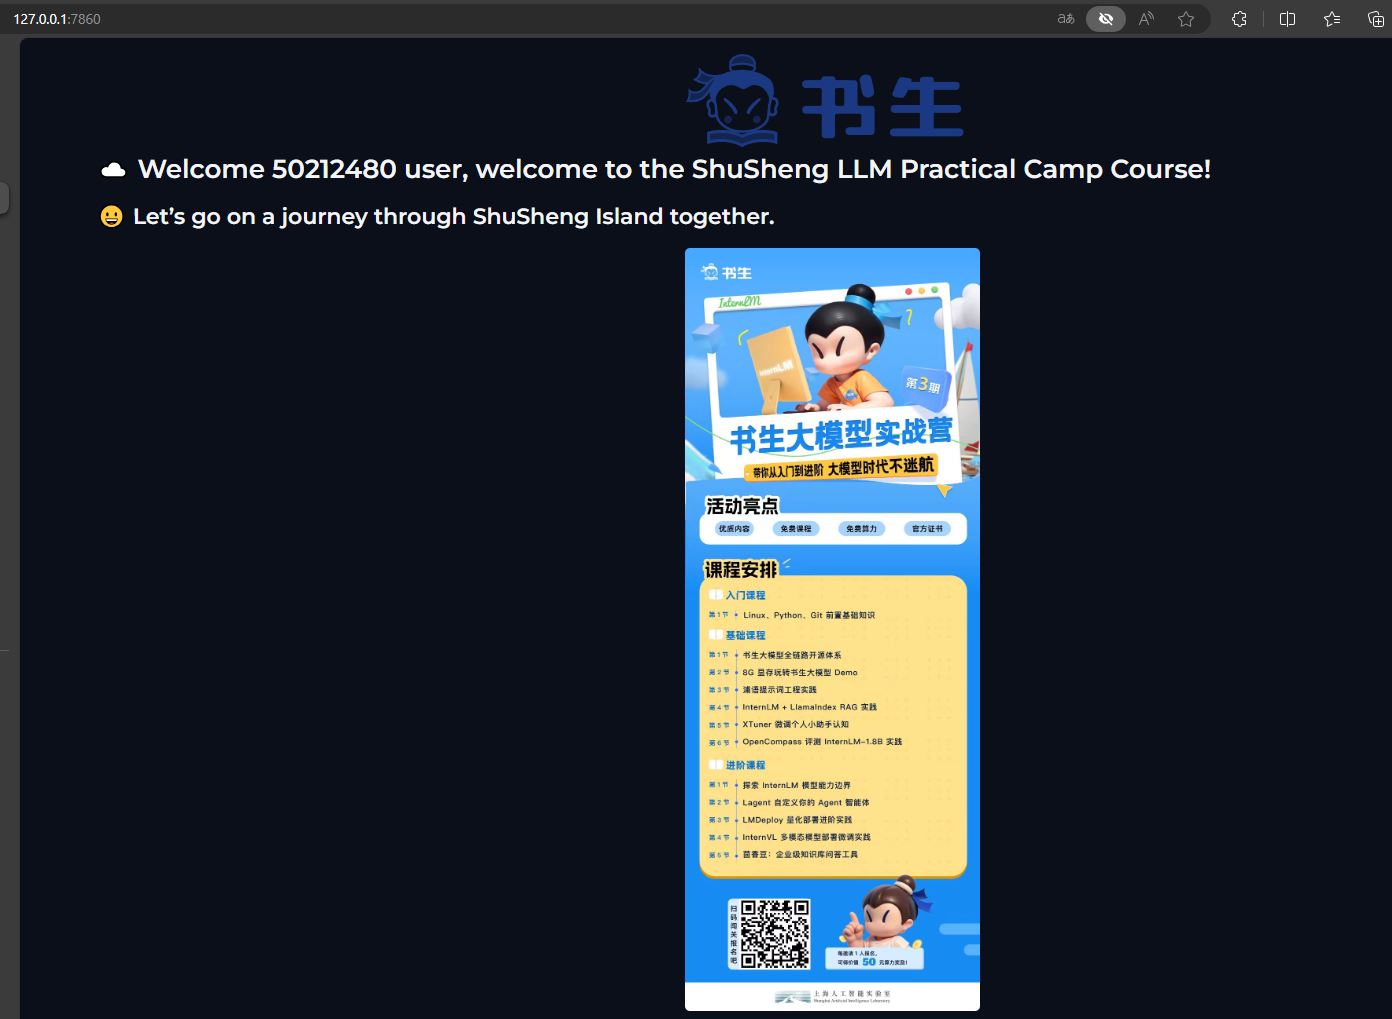 127.0.0.1:7860
书生
Welcome 50212480 user, welcome to the ShuSheng LLM Practical Camp Course!
Let's go on a journey through ShuSheng Island together.
书生
InternLM
InternLM
第3期
书生大模型实战营
带你从入门到进阶 大模型时代不迷航
活动亮点
优质内容 免费课程 免费算力 官方证书
课程安排
入门课程
第1节 Linux、Python、Git 前置基础知识
基础课程
第1节 书生大模型全链路开源体系
第2节 8G 显存玩转书生大模型 Demo
第3节 浦语提示词工程实践
第4节 InternLM + LlamaIndex RAG 实践
第5节 XTuner 微调个人小助手认知
第6节 OpenCompass 评测 InternLM-1.8B 实践
进阶课程
第1节 探索 InternLM 模型能力边界
第2节 Lagent 自定义你的 Agent 智能体
第3节 LMDeploy 量化部署进阶实践
第4节 InternVL 多模态模型部署微调实践
第5节 茴香豆：企业级知识库问答工具
扫码闯关报名吧
每邀请 1 人报名，
可得价值 50 元算力奖励！
上海人工智能实验室
Shanghai Artificial Intelligence Laboratory